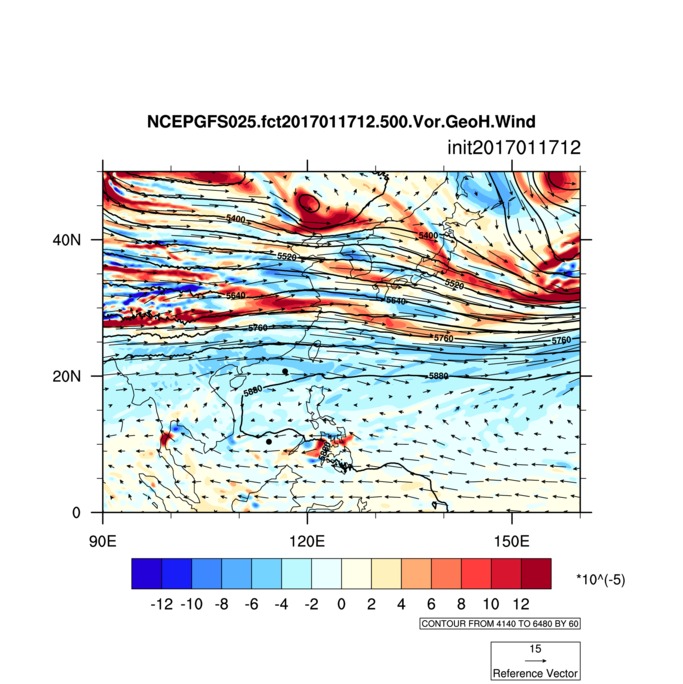 NCEPGFS025.fct2017011712.500.Vor.GeoH.Wind
init2017011712
5400
5400
40N
5520
5520
5640
5640
5760
5760
5760
20N
5880
5880
0
90E 120E 150E
-12 -10 -8 -6 -4 -2 0 2 4 6 8 10 12
*10^(-5)
CONTOUR FROM 4140 TO 6480 BY 60
15
Reference Vector